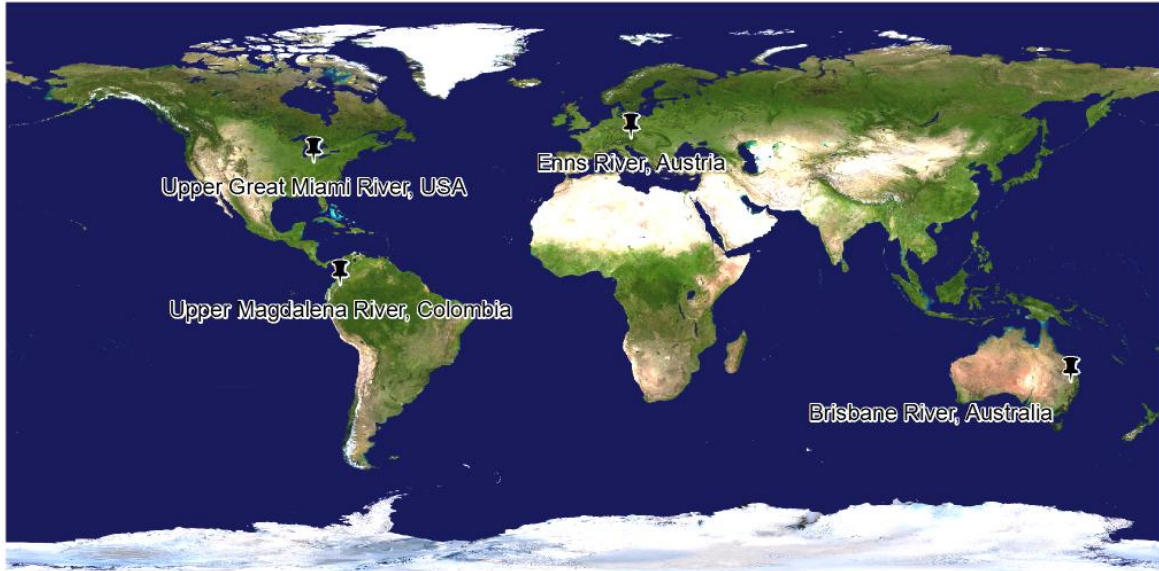 Enns River, Austria
Upper Great Miami River, USA
Upper Magdalena River, Colombia
Brisbane River, Australia